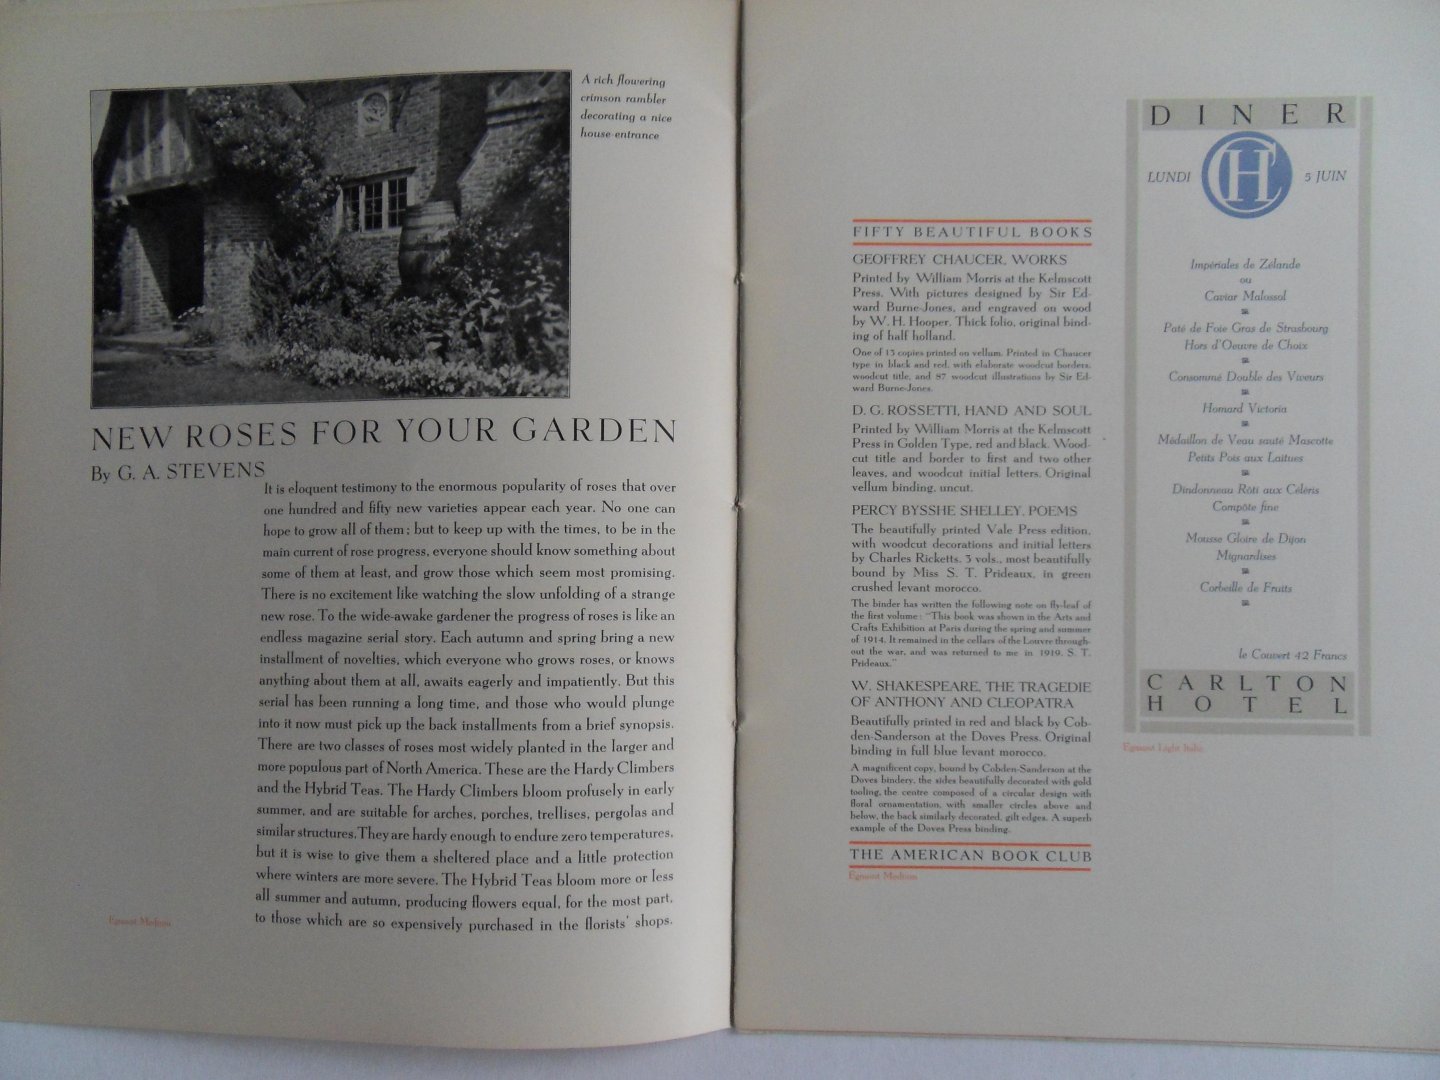 A rich flowering
crimson rambler
decorating a nice
house-entrance
NEW ROSES FOR YOUR GARDEN
By G. A. STEVENS
It is eloquent testimony to the enormous popularity of roses that over
one hundred and fifty new varieties appear each year. No one can
hope to grow all of them; but to keep up with the times, to be in the
main current of rose progress, everyone should know something about
some of them at least, and grow those which seem most promising.
There is no excitement like watching the slow unfolding of a strange
new rose. To the wide-awake gardener the progress of roses is like an
endless magazine serial story. Each autumn and spring bring a new
installment of novelties, which everyone who grows roses, or knows
anything about them at all, awaits eagerly and impatiently. But this
serial has been running a long time, and those who would plunge
into it now must pick up the back installments from a brief synopsis.
There are two classes of roses most widely planted in the larger and
more populous part of North America. These are the Hardy Climbers
and the Hybrid Teas. The Hardy Climbers bloom profusely in early
summer, and are suitable for arches, porches, trellises, pergolas and
similar structures. They are hardy enough to endure zero temperatures,
but it is wise to give them a sheltered place and a little protection
where winters are more severe. The Hybrid Teas bloom more or less
all summer and autumn, producing flowers equal, for the most part,
to those which are so expensively purchased in the florists' shops.
Egmont Medium
FIFTY BEAUTIFUL BOOKS
GEOFFREY CHAUCER, WORKS
Printed by William Morris at the Kelmscott
Press. With pictures designed by Sir Ed-
ward Burne-Jones, and engraved on wood
by W. H. Hooper. Thick folio, original bind-
ing of half holland.
One of 13 copies printed on vellum. Printed in Chaucer
type in black and red, with elaborate woodcut borders,
woodcut title, and 87 woodcut illustrations by Sir Ed-
ward Burne-Jones.
D. G. ROSSETTI, HAND AND SOUL
Printed by William Morris at the Kelmscott
Press in Golden Type, red and black. Wood-
cut title and border to first and two other
leaves, and woodcut initial letters. Original
vellum binding, uncut.
PERCY BYSSHE SHELLEY, POEMS
The beautifully printed Vale Press edition,
with woodcut decorations and initial letters
by Charles Ricketts. 3 vols., most beautifully
bound by Miss S. T. Prideaux, in green
crushed levant morocco.
The binder has written the following note on fly-leaf of
the first volume: "This book was shown in the Arts and
Crafts Exhibition at Paris during the spring and summer
of 1914. It remained in the cellars of the Louvre through-
out the war, and was returned to me in 1919. S. T.
Prideaux."
W. SHAKESPEARE, THE TRAGEDIE
OF ANTHONY AND CLEOPATRA
Beautifully printed in red and black by Cob-
den-Sanderson at the Doves Press. Original
binding in full blue levant morocco.
A magnificent copy, bound by Cobden-Sanderson at the
Doves bindery, the sides beautifully decorated with gold
tooling, the centre composed of a circular design with
floral ornamentation, with smaller circles above and
below, the back similarly decorated, gilt edges. A superb
example of the Doves Press binding.
THE AMERICAN BOOK CLUB
Egmont Medium
DINER
LUNDI CH 5 JUIN
Impériales de Zélande
ou
Caviar Malossol
Paté de Foie Gras de Strasbourg
Hors d'Oeuvre de Choix
Consommé Double des Viveurs
Homard Victoria
Médaillon de Veau sauté Mascotte
Petits Pois aux Laitues
Dindonneau Rôti aux Céléris
Compôte fine
Mousse Gloire de Dijon
Mignardises
Corbeille de Fruits
le Couvert 42 Francs
CARLTON
HOTEL
Egmont Light Italic